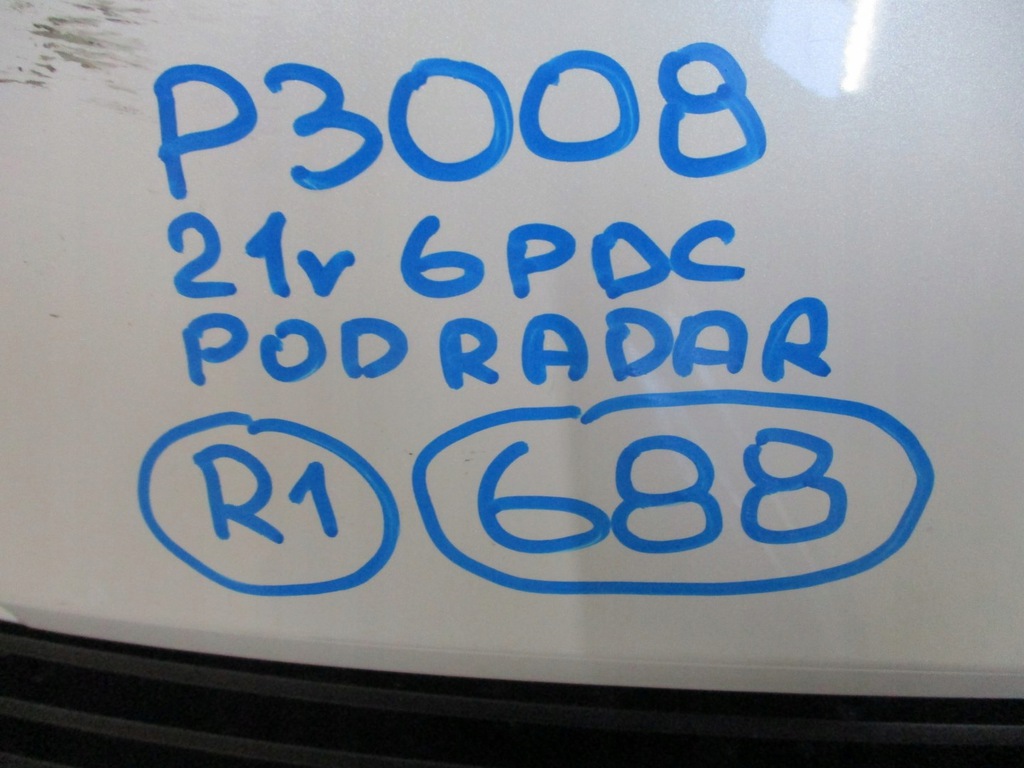 P3008
21r 6PDC
POD RADAR
R1 688